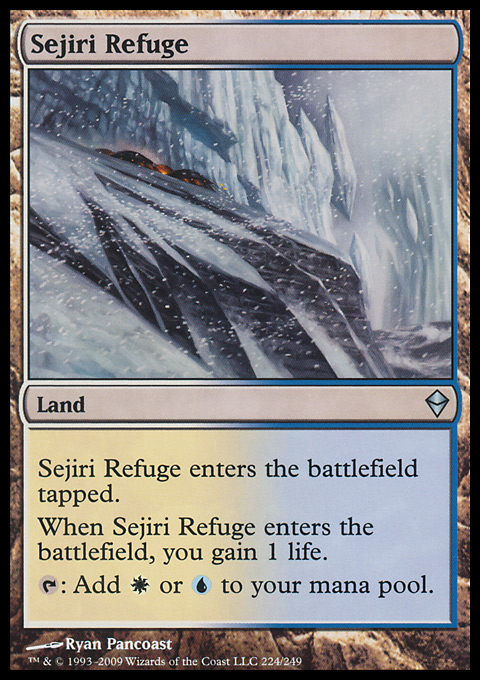 Sejiri Refuge
Land
Sejiri Refuge enters the battlefield
tapped.
When Sejiri Refuge enters the
battlefield, you gain 1 life.
: Add or to your mana pool.
Ryan Pancoast
™ & © 1993–2009 Wizards of the Coast LLC 224/249